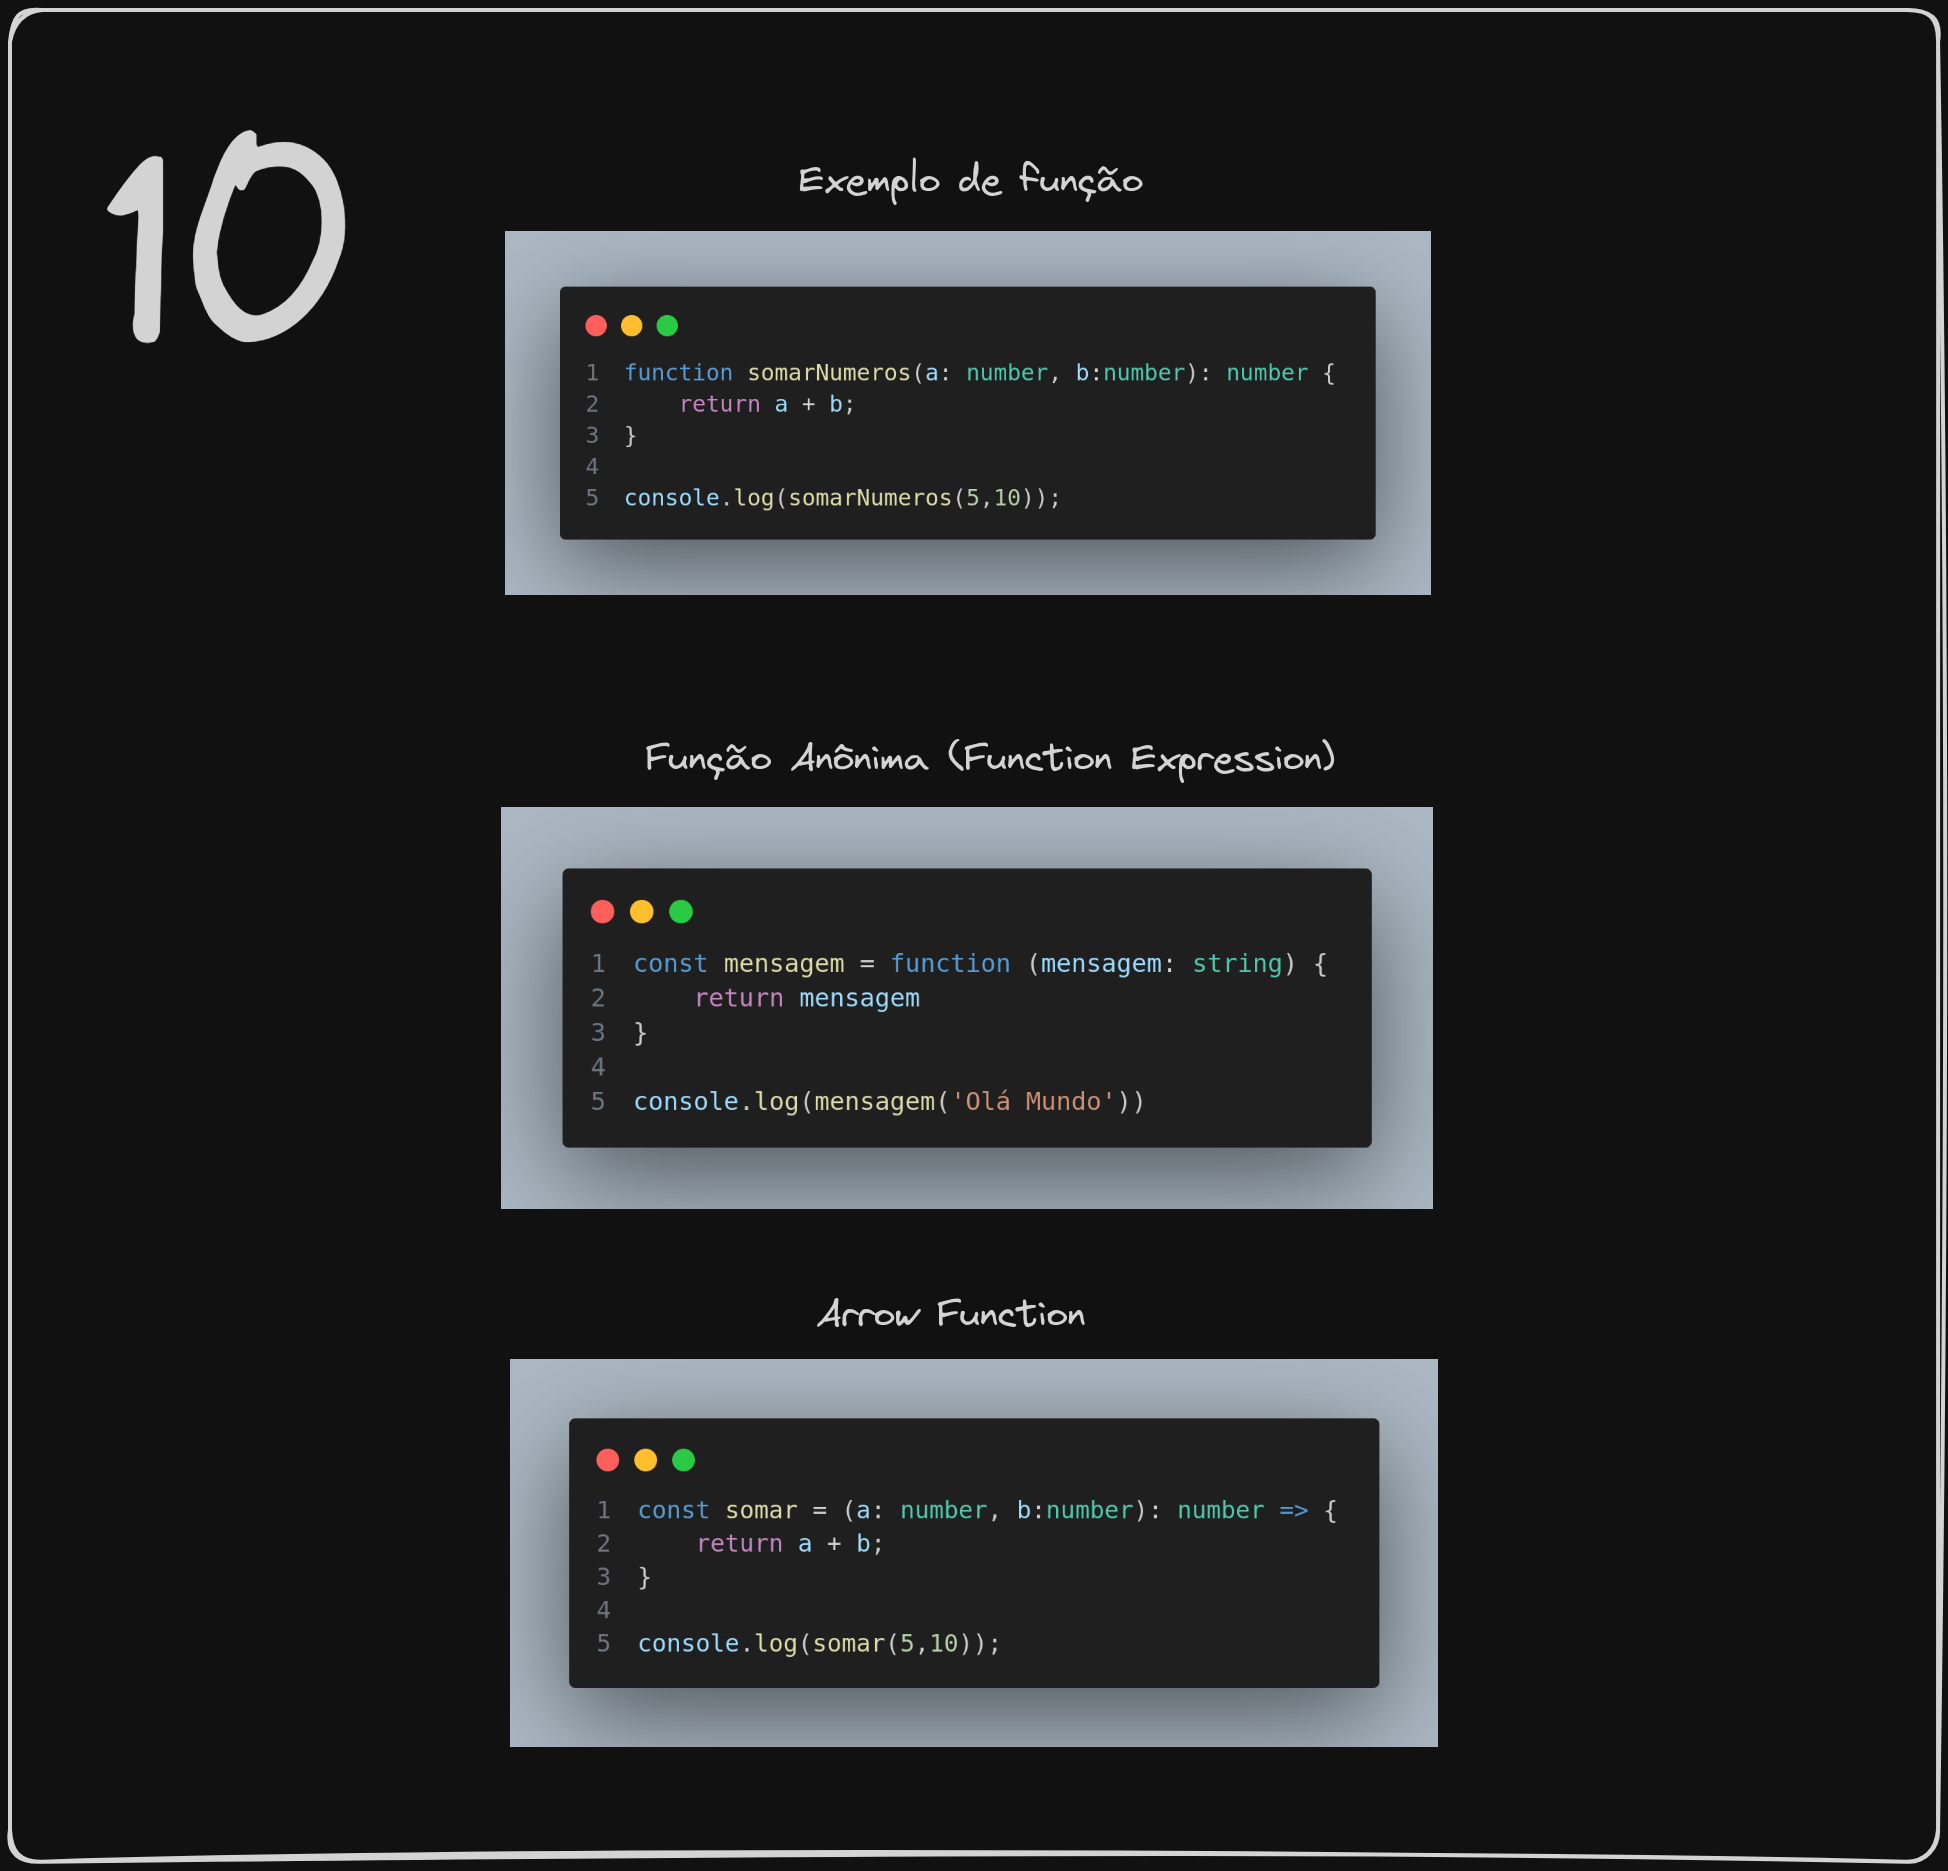 10
Exemplo de função
1 function somarNumeros(a: number, b:number): number {
2     return a + b;
3 }
4
5 console.log(somarNumeros(5,10));
Função Anônima (Function Expression)
1 const mensagem = function (mensagem: string) {
2     return mensagem
3 }
4
5 console.log(mensagem('Olá Mundo'))
Arrow Function
1 const somar = (a: number, b:number): number => {
2     return a + b;
3 }
4
5 console.log(somar(5,10));